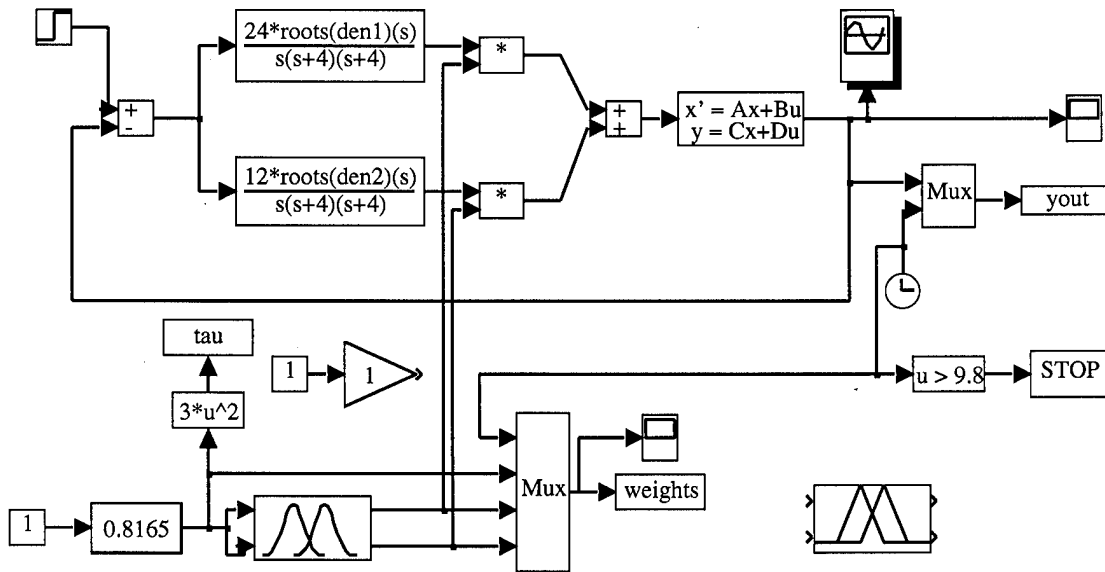 24*roots(den1)(s)
s(s+4)(s+4)
*
+
-
+
+
x' = Ax+Bu
y = Cx+Du
12*roots(den2)(s)
s(s+4)(s+4)
*
Mux
yout
tau
1
1
u > 9.8
STOP
3*u^2
Mux
weights
1
0.8165